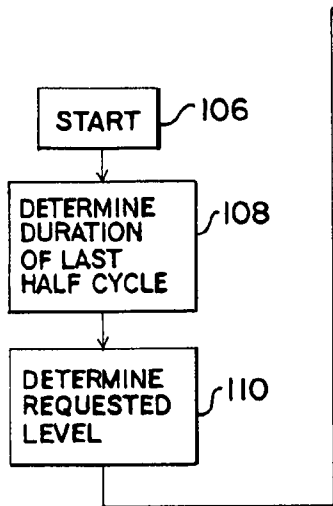 START
106
DETERMINE
DURATION
OF LAST
HALF CYCLE
108
DETERMINE
REQUESTED
LEVEL
110